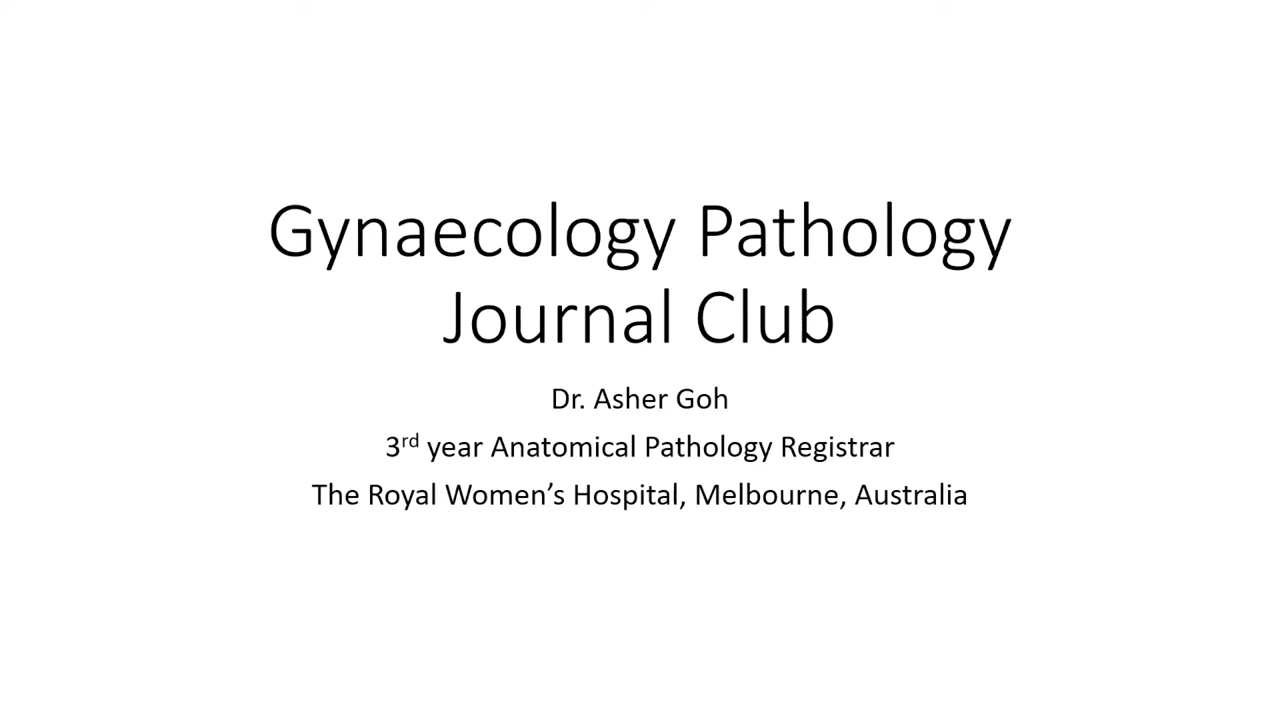 Gynaecology Pathology
Journal Club
Dr. Asher Goh
3rd year Anatomical Pathology Registrar
The Royal Women’s Hospital, Melbourne, Australia